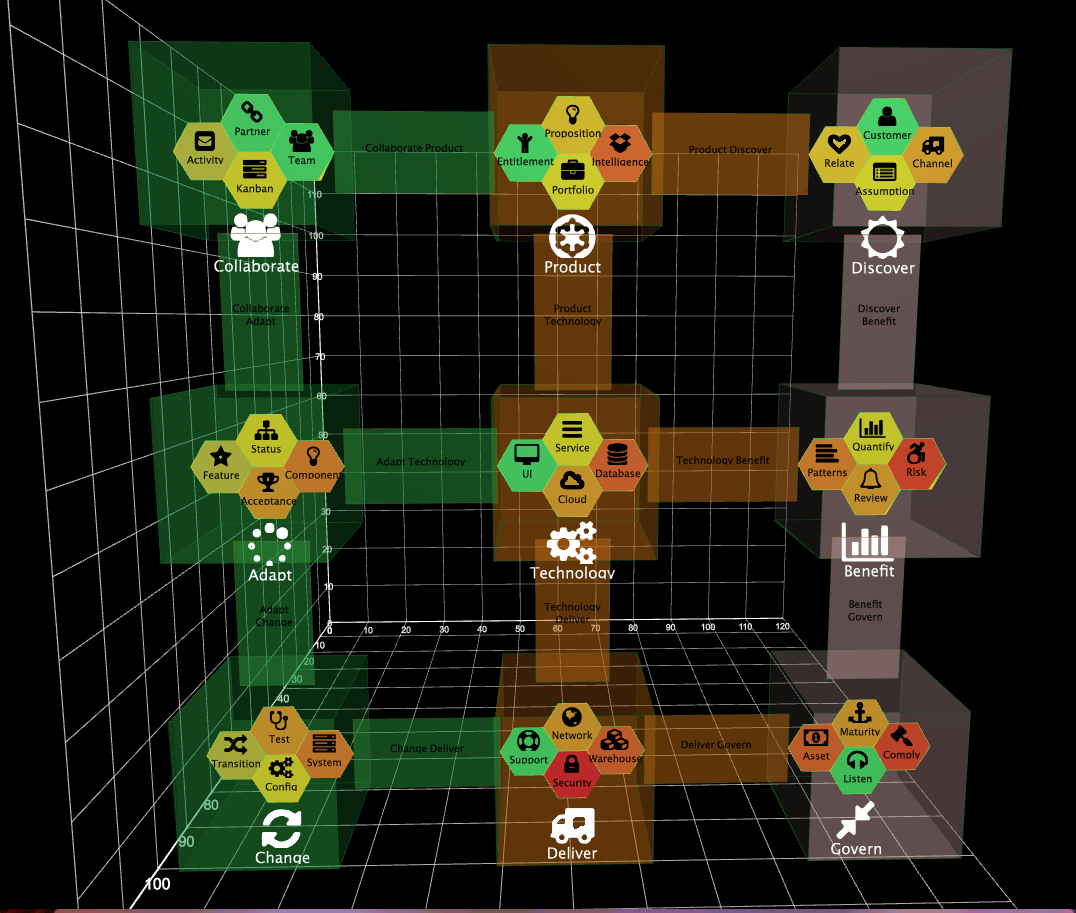 Partner
Activity
Team
Kanban
Collaborate
Collaborate Product
Proposition
Entitlement
Intelligence
Portfolio
Product
Product Discover
Customer
Relate
Channel
Assumption
Discover
110
100
90
80
70
60
50
40
30
20
10
0
Collaborate
Adapt
Product
Technology
Discover
Benefit
Status
Feature
Component
Acceptance
Adapt
Adapt Technology
Service
UI
Database
Cloud
Technology
Technology Benefit
Quantify
Patterns
Risk
Review
Benefit
Adapt
Change
Technology
Deliver
Benefit
Govern
0 10 20 30 40 50 60 70 80 90 100 110 120
10
20
30
40
80
90
100
Test
Transition
System
Config
Change
Change Deliver
Network
Support
Warehouse
Security
Deliver
Deliver Govern
Maturity
Asset
Comply
Listen
Govern